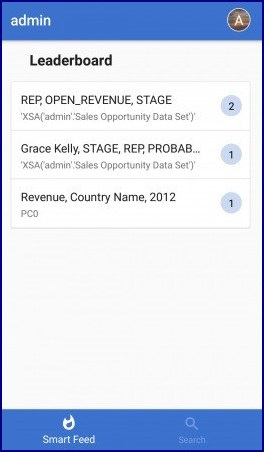 admin
A
Leaderboard
REP, OPEN_REVENUE, STAGE
'XSA('admin'.'Sales Opportunity Data Set')'
2
Grace Kelly, STAGE, REP, PROBAB...
'XSA('admin'.'Sales Opportunity Data Set')'
1
Revenue, Country Name, 2012
PC0
1
Smart Feed
Search